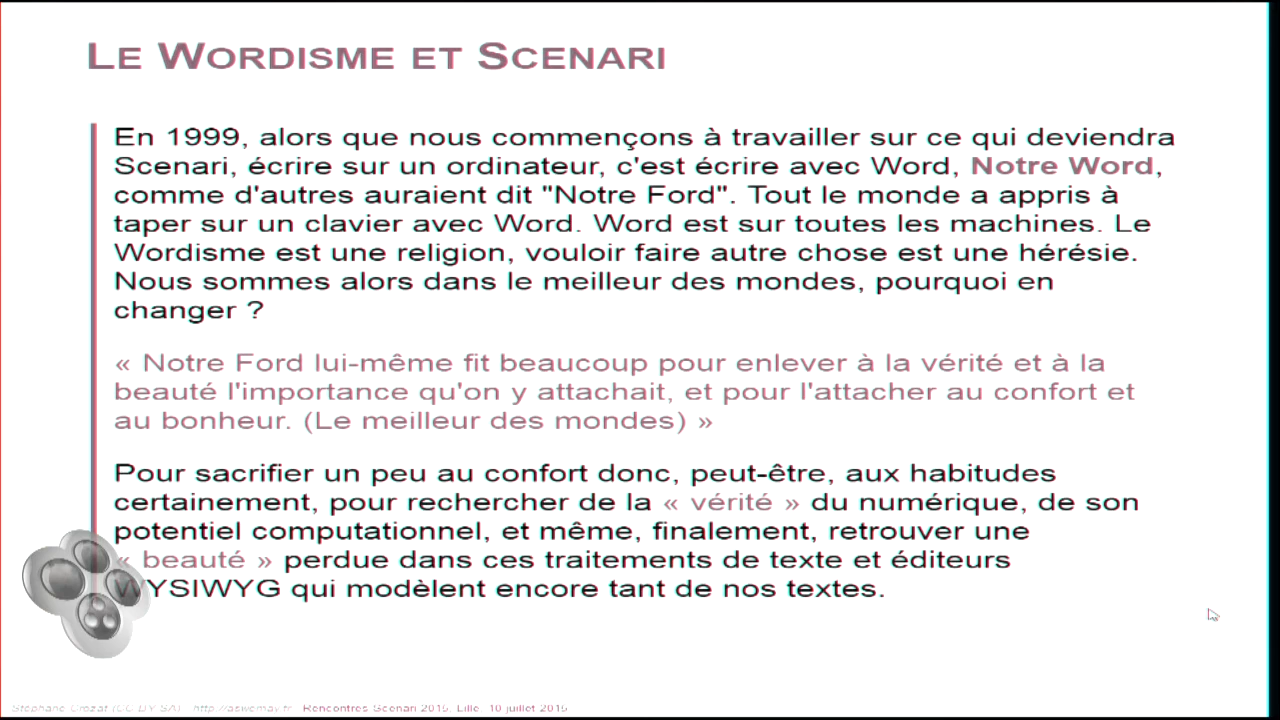 LE WORDISME ET SCENARI
En 1999, alors que nous commençons à travailler sur ce qui deviendra
Scenari, écrire sur un ordinateur, c'est écrire avec Word, Notre Word,
comme d'autres auraient dit "Notre Ford". Tout le monde a appris à
taper sur un clavier avec Word. Word est sur toutes les machines. Le
Wordisme est une religion, vouloir faire autre chose est une hérésie.
Nous sommes alors dans le meilleur des mondes, pourquoi en
changer ?
« Notre Ford lui-même fit beaucoup pour enlever à la vérité et à la
beauté l'importance qu'on y attachait, et pour l'attacher au confort et
au bonheur. (Le meilleur des mondes) »
Pour sacrifier un peu au confort donc, peut-être, aux habitudes
certainement, pour rechercher de la « vérité » du numérique, de son
potentiel computationnel, et même, finalement, retrouver une
« beauté » perdue dans ces traitements de texte et éditeurs
WYSIWYG qui modèlent encore tant de nos textes.
Stéphane Crozat (CC BY SA) http://aswemay.fr Rencontres Scenari 2015, Lille, 10 juillet 2015